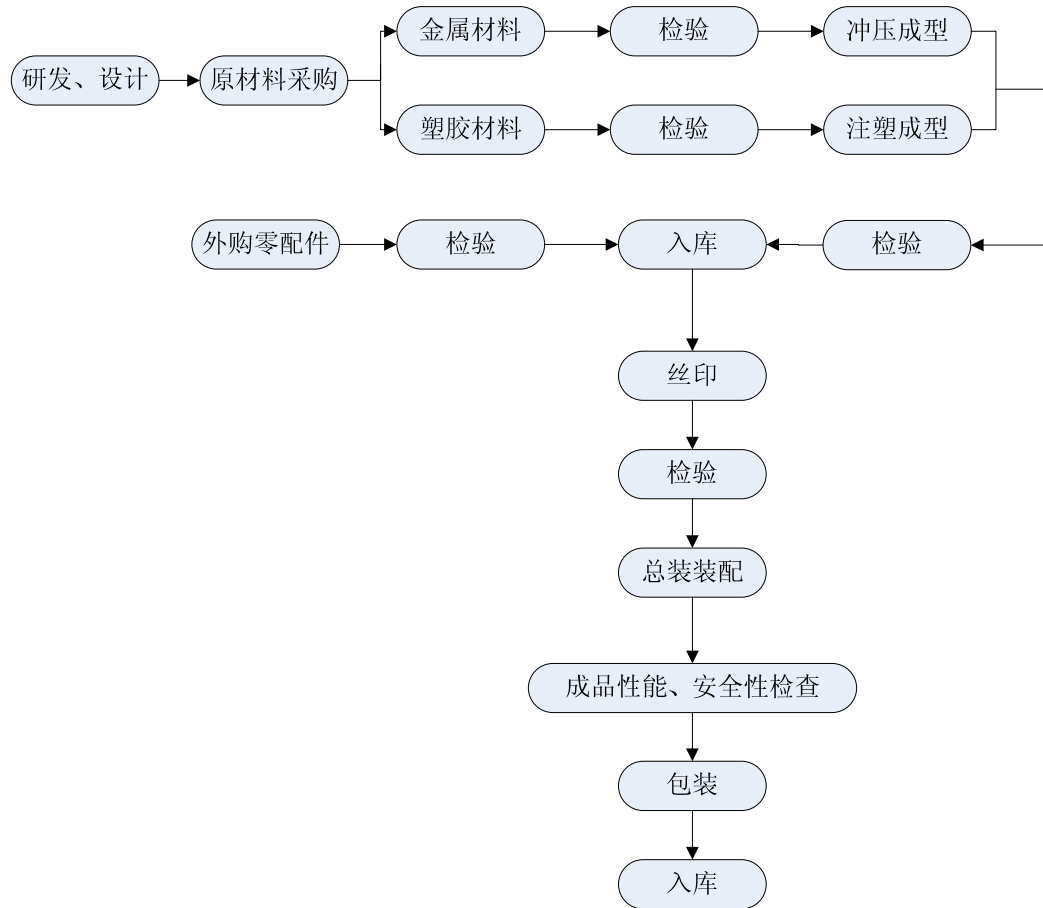 金属材料
检验
冲压成型
研发、设计
原材料采购
塑胶材料
检验
注塑成型
外购零配件
检验
入库
检验
丝印
检验
总装装配
成品性能、安全性检查
包装
入库